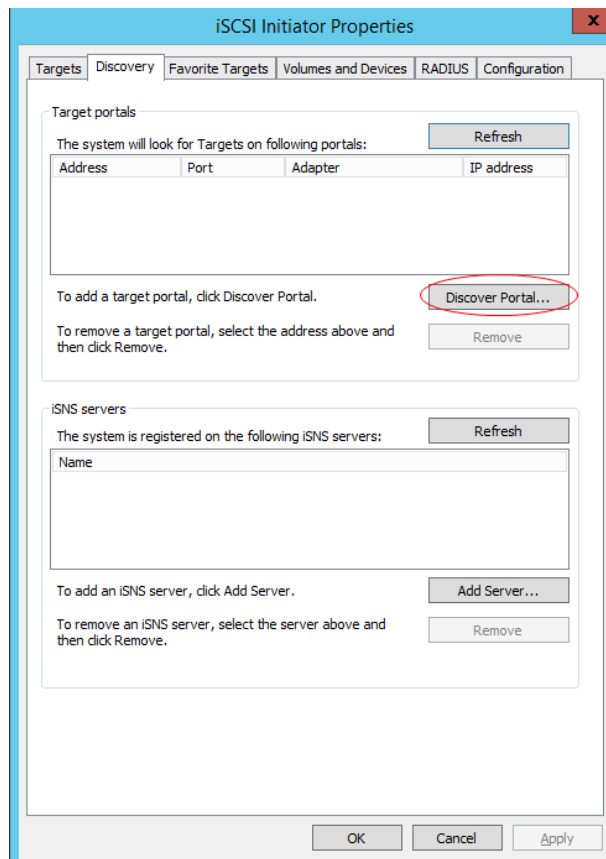 iSCSI Initiator Properties
x
Targets Discovery Favorite Targets Volumes and Devices RADIUS Configuration
Target portals
The system will look for Targets on following portals: Refresh
Address Port Adapter IP address
To add a target portal, click Discover Portal. Discover Portal...
To remove a target portal, select the address above and
then click Remove.
Remove
iSNS servers
The system is registered on the following iSNS servers: Refresh
Name
To add an iSNS server, click Add Server. Add Server...
To remove an iSNS server, select the server above and
then click Remove.
Remove
OK Cancel Apply